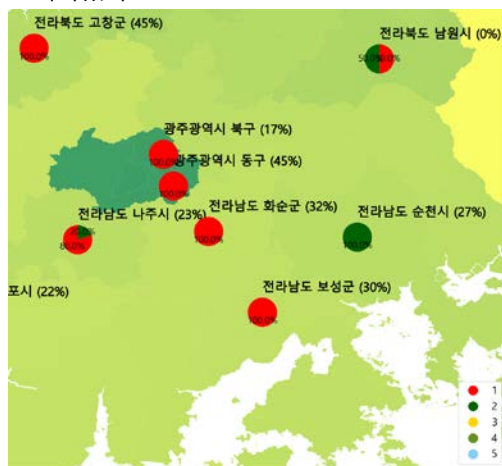 전라북도 고창군 (45%)
100.0%
전라북도 남원시 (0%)
광주광역시 북구 (17%)
100.0%
광주광역시 동구 (45%)
100.0%
전라남도 나주시 (23%)
80.0%
전라남도 화순군 (32%)
100.0%
전라남도 순천시 (27%)
100.0%
포시 (22%)
전라남도 보성군 (30%)
100.0%
1
2
3
4
5